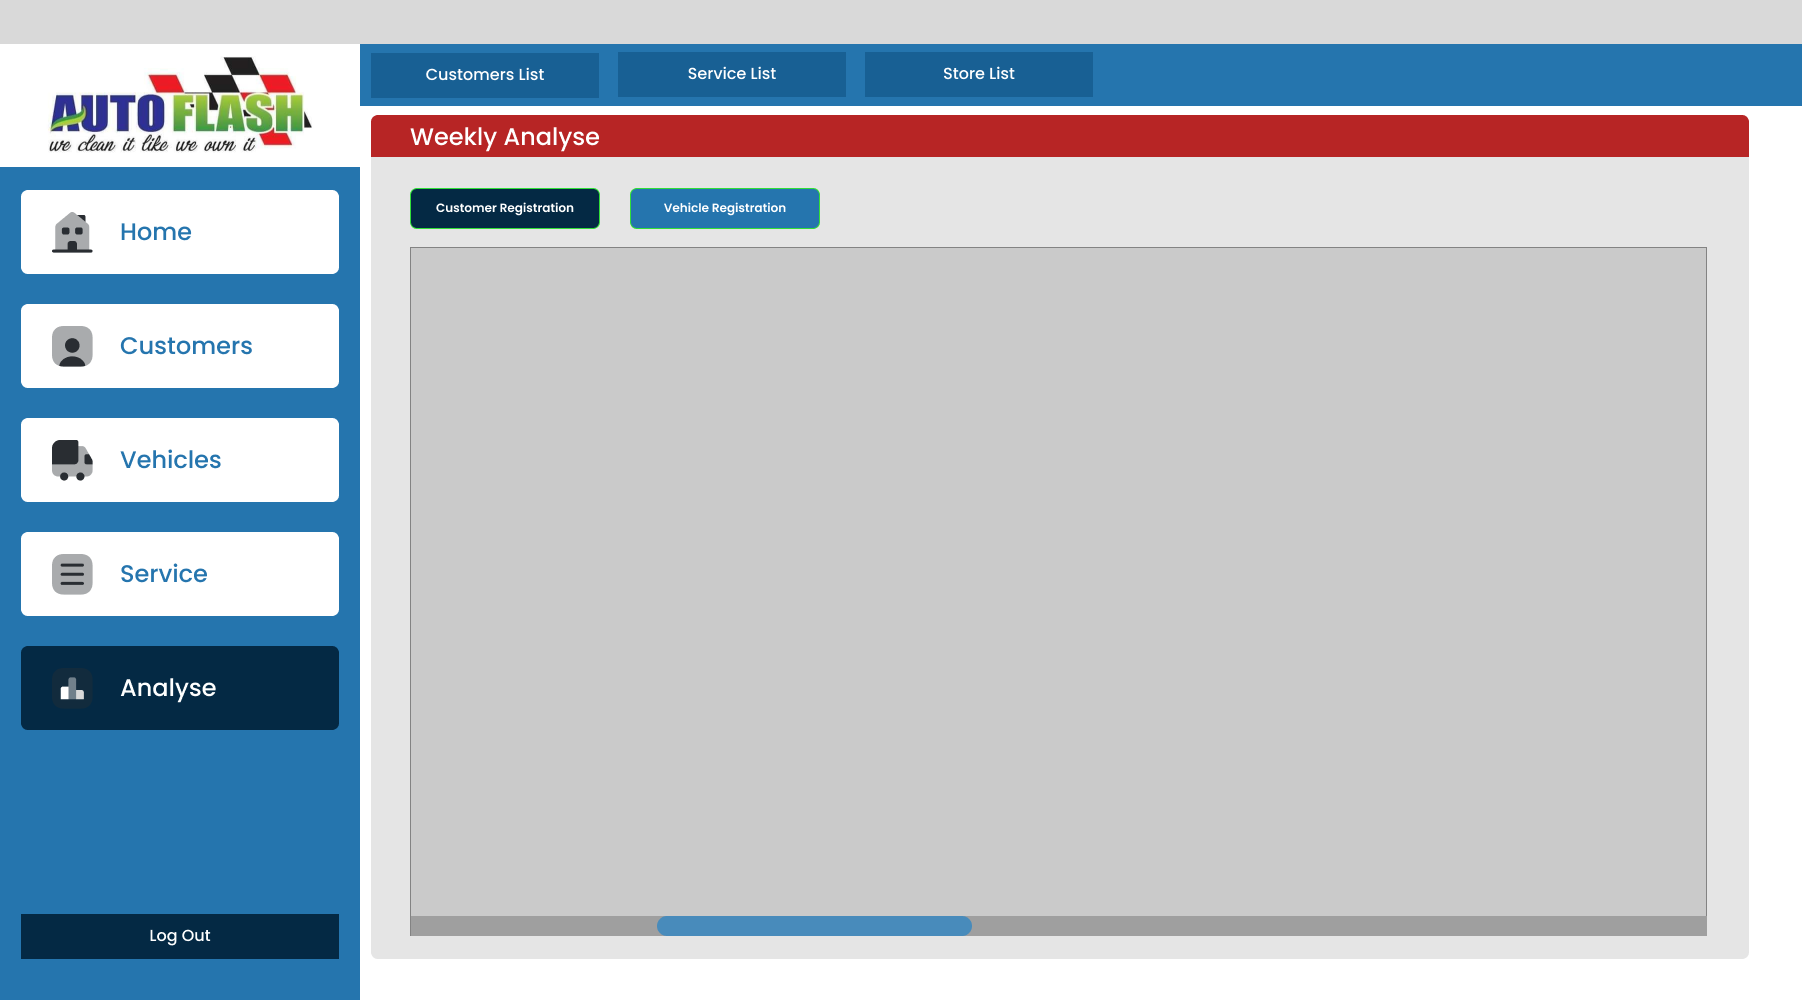 AUTO FLASH
we clean it like we own it
Customers List
Service List
Store List
Weekly Analyse
Customer Registration
Vehicle Registration
Home
Customers
Vehicles
Service
Analyse
Log Out